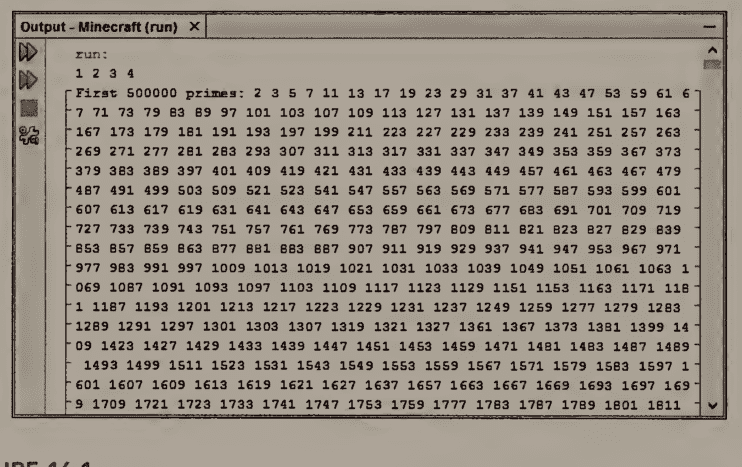 Output - Minecraft (run) ×
run:
1 2 3 4
First 500000 primes: 2 3 5 7 11 13 17 19 23 29 31 37 41 43 47 53 59 61 6
7 71 73 79 83 89 97 101 103 107 109 113 127 131 137 139 149 151 157 163
167 173 179 181 191 193 197 199 211 223 227 229 233 239 241 251 257 263
269 271 277 281 283 293 307 311 313 317 331 337 347 349 353 359 367 373
379 383 389 397 401 409 419 421 431 433 439 443 449 457 461 463 467 479
487 491 499 503 509 521 523 541 547 557 563 569 571 577 587 593 599 601
607 613 617 619 631 641 643 647 653 659 661 673 677 683 691 701 709 719
727 733 739 743 751 757 761 769 773 787 797 809 811 821 823 827 829 839
853 857 859 863 877 881 883 887 907 911 919 929 937 941 947 953 967 971
977 983 991 997 1009 1013 1019 1021 1031 1033 1039 1049 1051 1061 1063 1
069 1087 1091 1093 1097 1103 1109 1117 1123 1129 1151 1153 1163 1171 118
1 1187 1193 1201 1213 1217 1223 1229 1231 1237 1249 1259 1277 1279 1283
1289 1291 1297 1301 1303 1307 1319 1321 1327 1361 1367 1373 1381 1399 14
09 1423 1427 1429 1433 1439 1447 1451 1453 1459 1471 1481 1483 1487 1489
1493 1499 1511 1523 1531 1543 1549 1553 1559 1567 1571 1579 1583 1597 1
601 1607 1609 1613 1619 1621 1627 1637 1657 1663 1667 1669 1693 1697 169
9 1709 1721 1723 1733 1741 1747 1753 1759 1777 1783 1787 1789 1801 1811